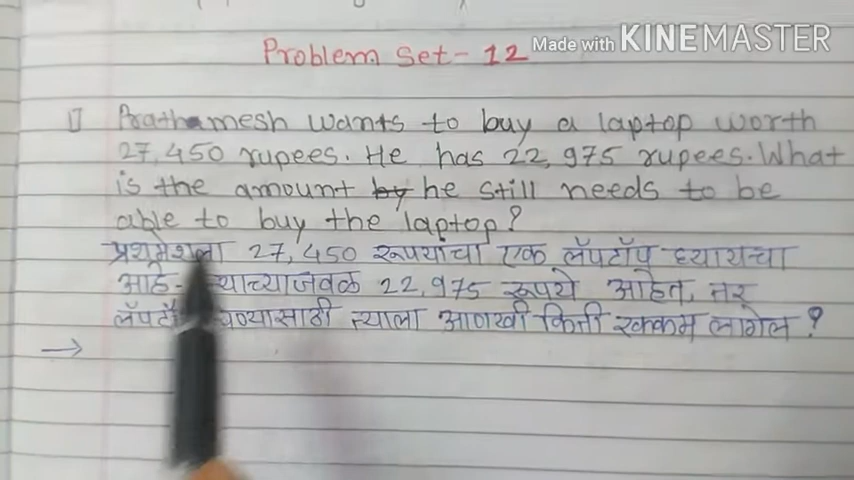 Problem Set-12
Made with KINEMASTER
1] Prathamesh wants to buy a laptop worth
27,450 rupees. He has 22,975 rupees. What
is the amount by he still needs to be
able to buy the laptop?
प्रथमेशला 27,450 रूपयांचा एक लॅपटॉप घ्यायचा
आहे. त्याच्याजवळ 22,975 रूपये आहेत, तर
त्याला आणखी किती रक्कम लागेल ?
→